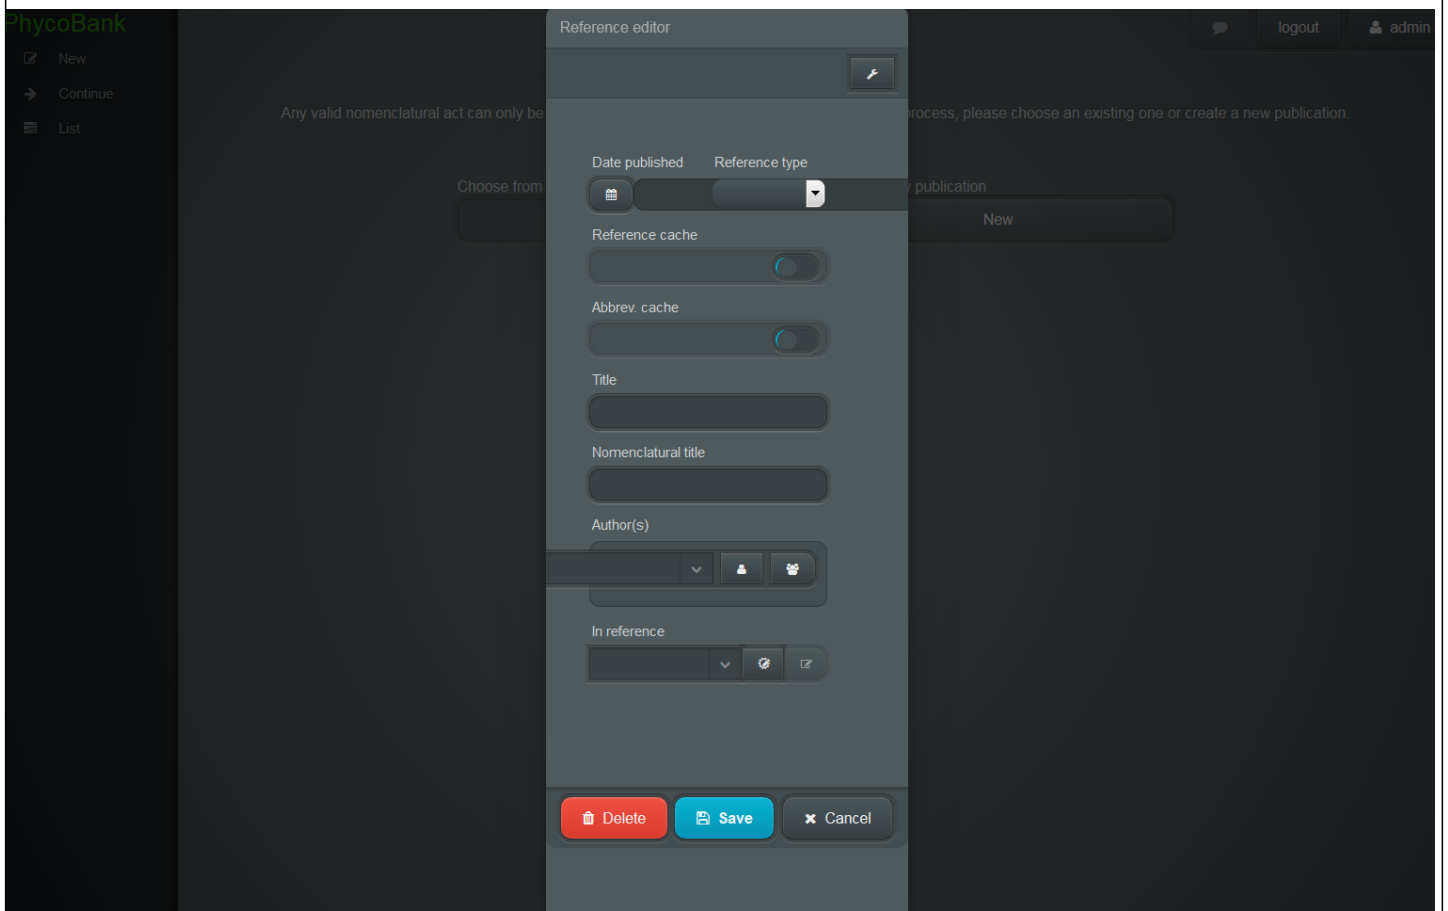 PhycoBank
New
Continue
List
logout
admin
Any valid nomenclatural act can only be
rocess, please choose an existing one or create a new publication.
Choose from
publication
New
Reference editor
Date published
Reference type
Reference cache
Abbrev. cache
Title
Nomenclatural title
Author(s)
In reference
Delete
Save
Cancel